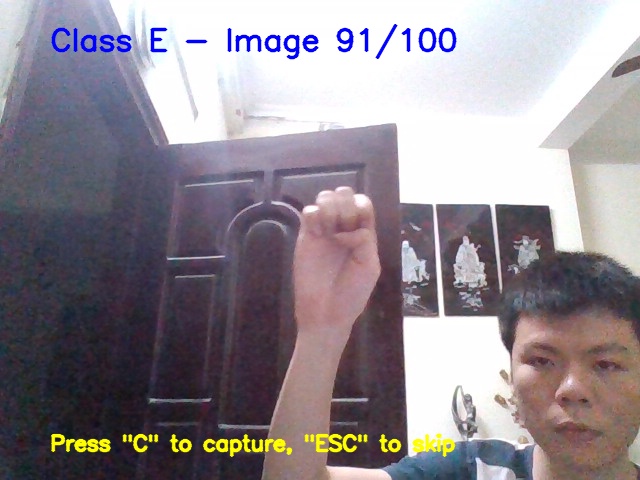 Class E - Image 91/100
Press "C" to capture, "ESC" to skip